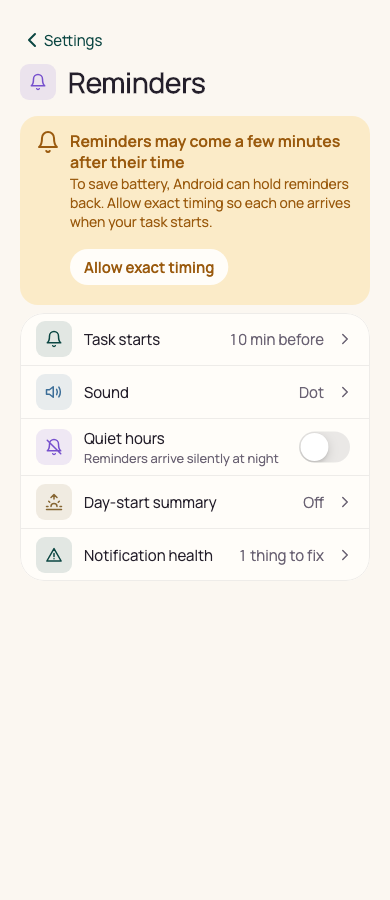 Settings
Reminders
Reminders may come a few minutes
after their time
To save battery, Android can hold reminders
back. Allow exact timing so each one arrives
when your task starts.
Allow exact timing
Task starts 10 min before
Sound Dot
Quiet hours
Reminders arrive silently at night
Day-start summary Off
Notification health 1 thing to fix